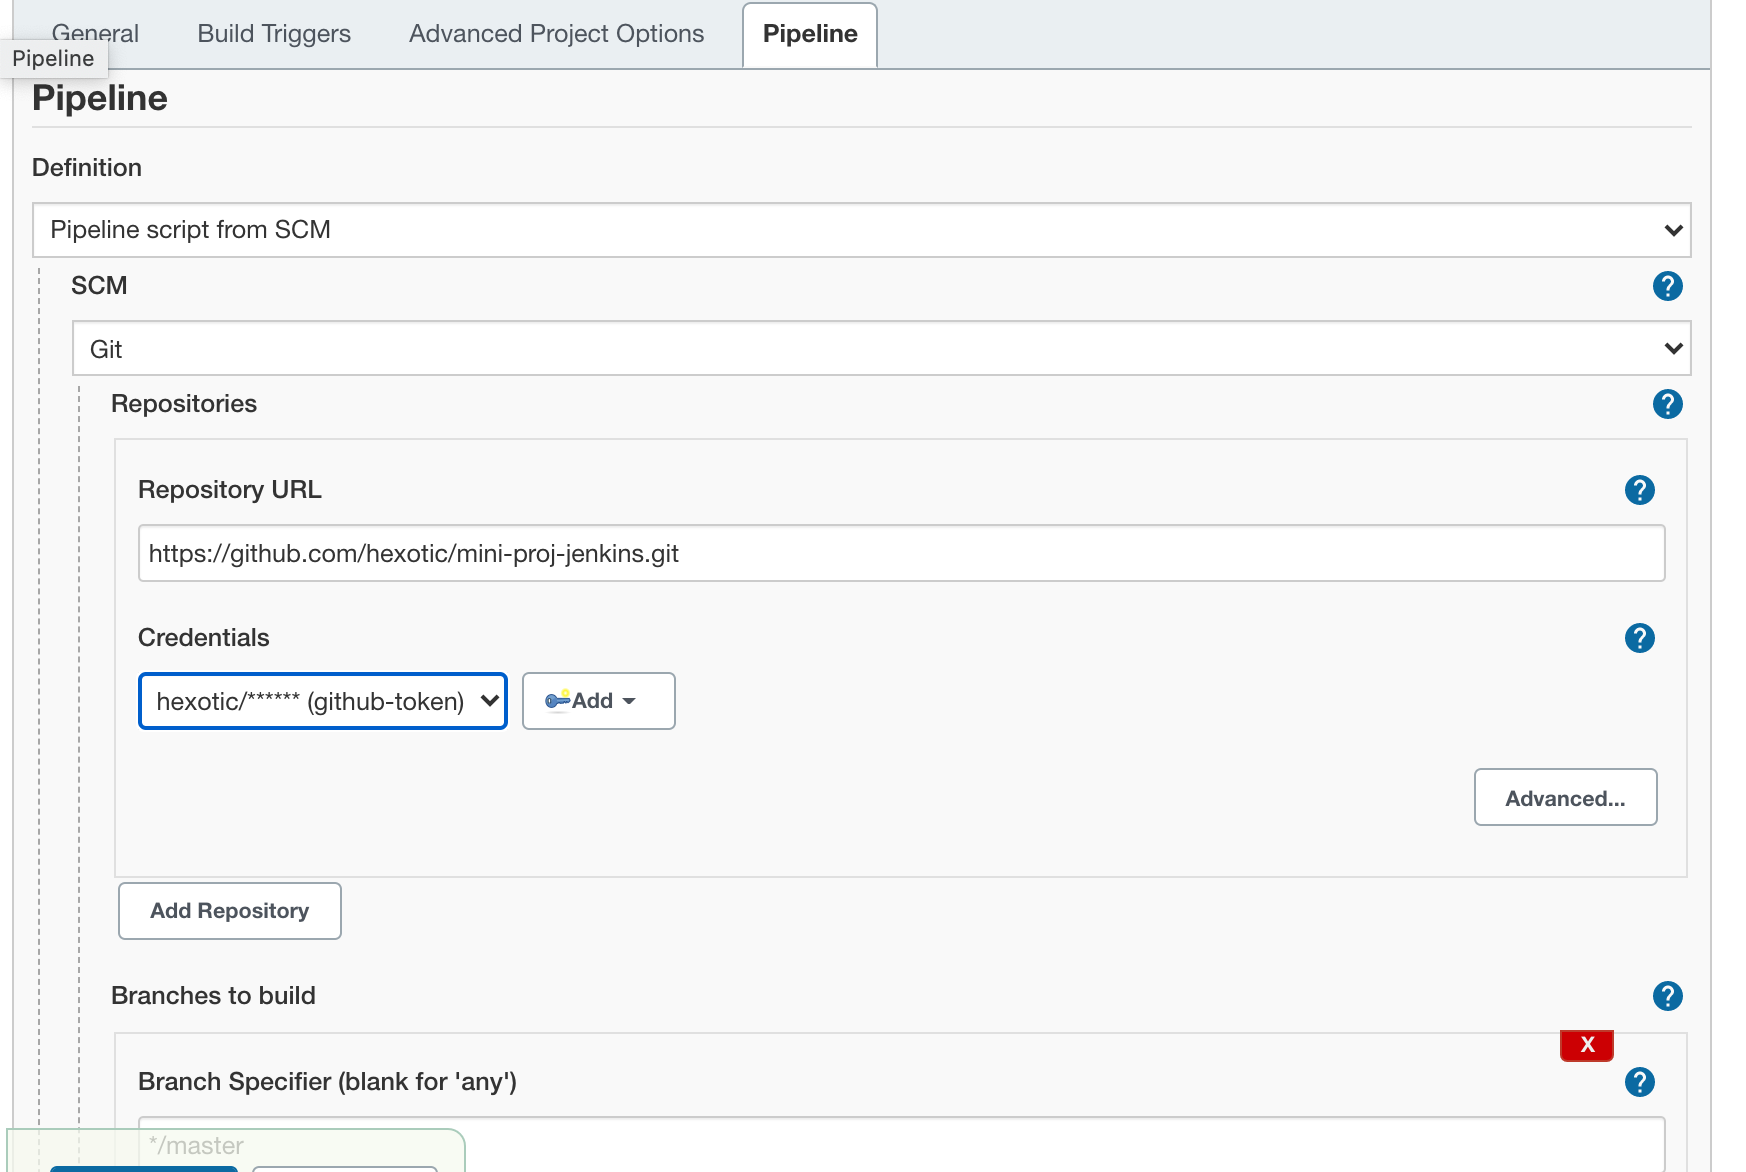 General Build Triggers Advanced Project Options Pipeline
Pipeline
Pipeline
Definition
Pipeline script from SCM
SCM
?
Git
Repositories
?
Repository URL
?
https://github.com/hexotic/mini-proj-jenkins.git
Credentials
?
hexotic/****** (github-token)
Add
Advanced...
Add Repository
Branches to build
?
X
Branch Specifier (blank for 'any')
?
*/master